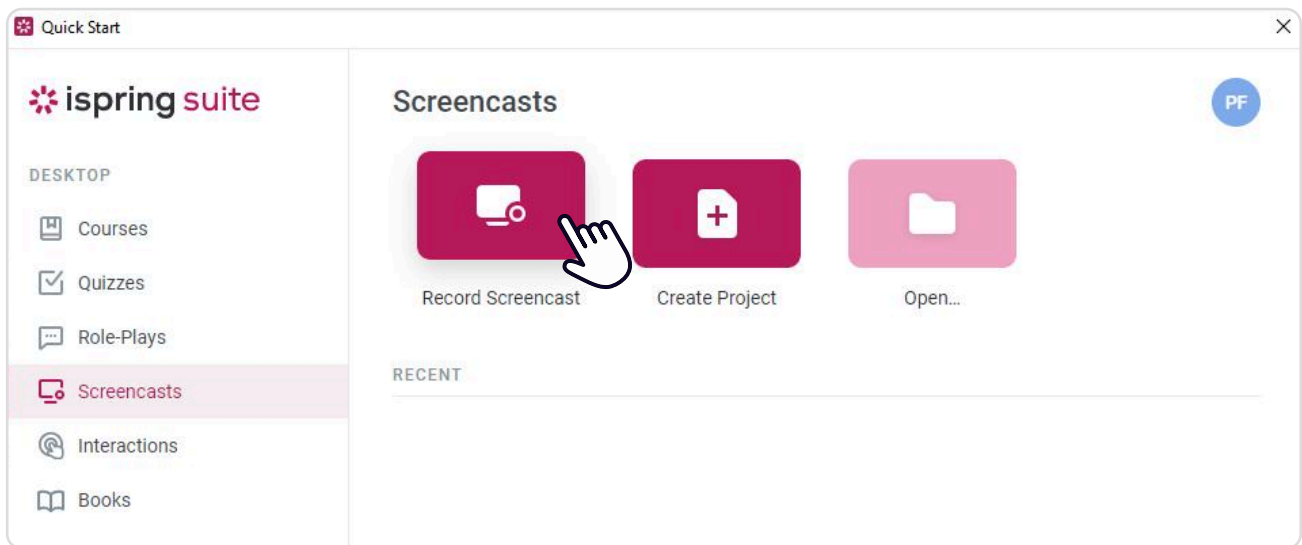 Quick Start
ispring suite
DESKTOP
Courses
Quizzes
Role-Plays
Screencasts
Interactions
Books
Screencasts
PF
Record Screencast
Create Project
Open...
RECENT